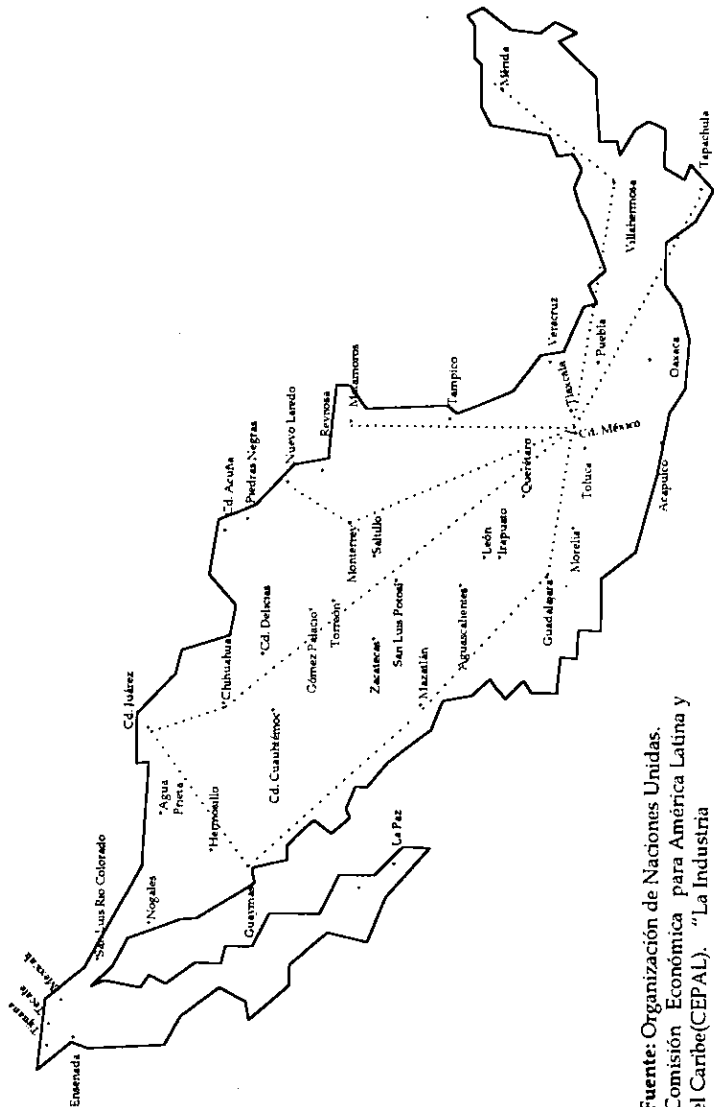 Tijuana
Tecate
Mexicali
Ensenada
San Luis Rio Colorado
*Nogales
*Agua
Prieta
Cd. Juárez
*Hermosillo
Guaymas
*Chihuahua
Cd. Cuauhtémoc*
*Cd. Delicias
Cd. Acuña
Piedras Negras
Nuevo Laredo
Reynosa
Matamoros
Gómez Palacio*
Torreón*
Monterrey*
*Saltillo
La Paz
Zacatecas*
San Luis Potosí*
*Mazatlán
*Aguascalientes
*León
*Irapuato
*Querétaro
Tampico
Guadalajara*
Morelia*
Toluca
Cd. México
Tlaxcala
*Veracruz
*Puebla
Acapulco
Oaxaca
Villahermosa
*Mérida
Tapachula
Fuente: Organización de Naciones Unidas.
Comisión Económica para América Latina y
el Caribe(CEPAL). "La Industria